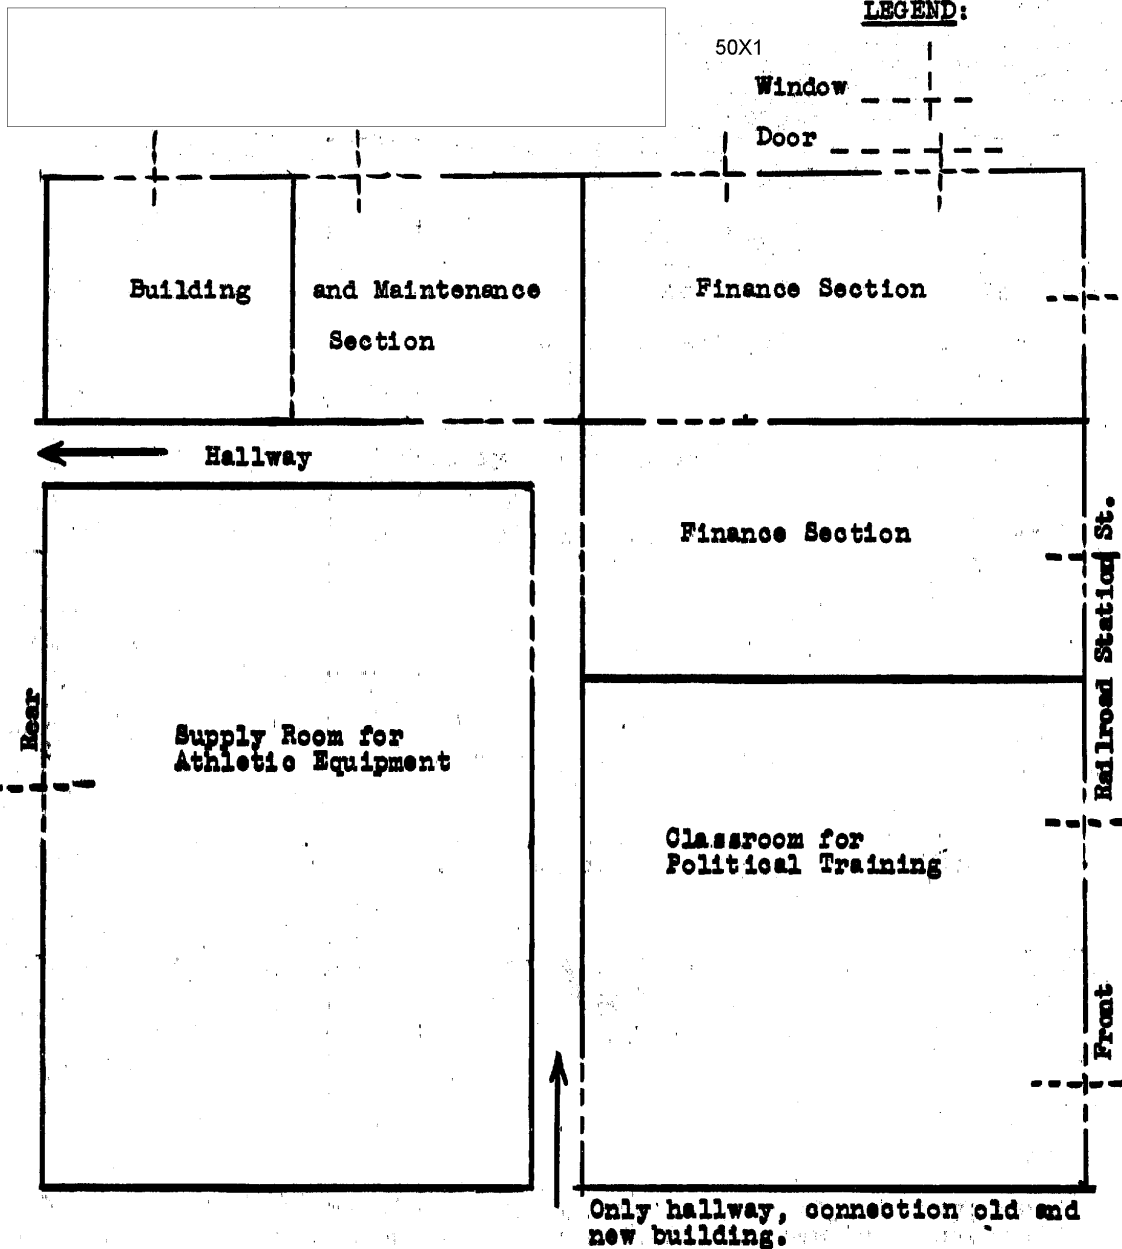 LEGEND:
50X1
Window
Door
Building and Maintenance
Section
Finance Section
Hallway
Finance Section
Railroad Station St.
Rear
Supply Room for
Athletic Equipment
Classroom for
Political Training
Front
Only hallway, connection old and
new building.